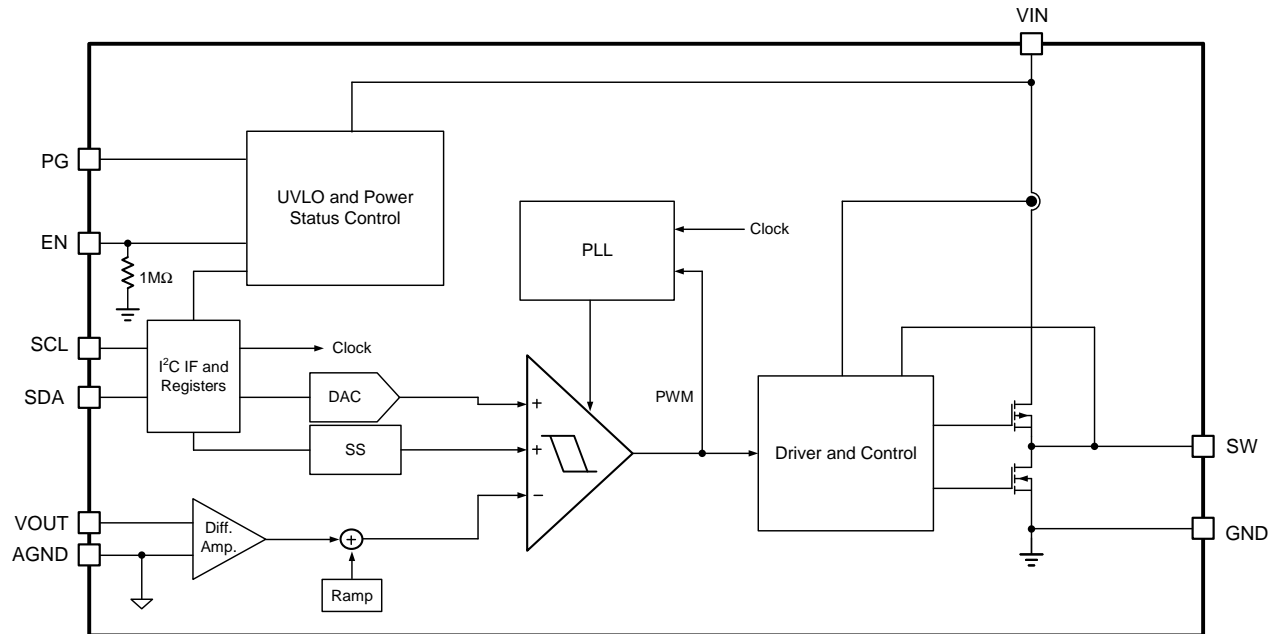 VIN
PG
UVLO and Power
Status Control
EN
1MΩ
PLL
Clock
SCL
SDA
I²C IF and
Registers
Clock
DAC
SS
+
+
−
PWM
Driver and Control
SW
VOUT
AGND
Diff.
Amp.
+
Ramp
GND